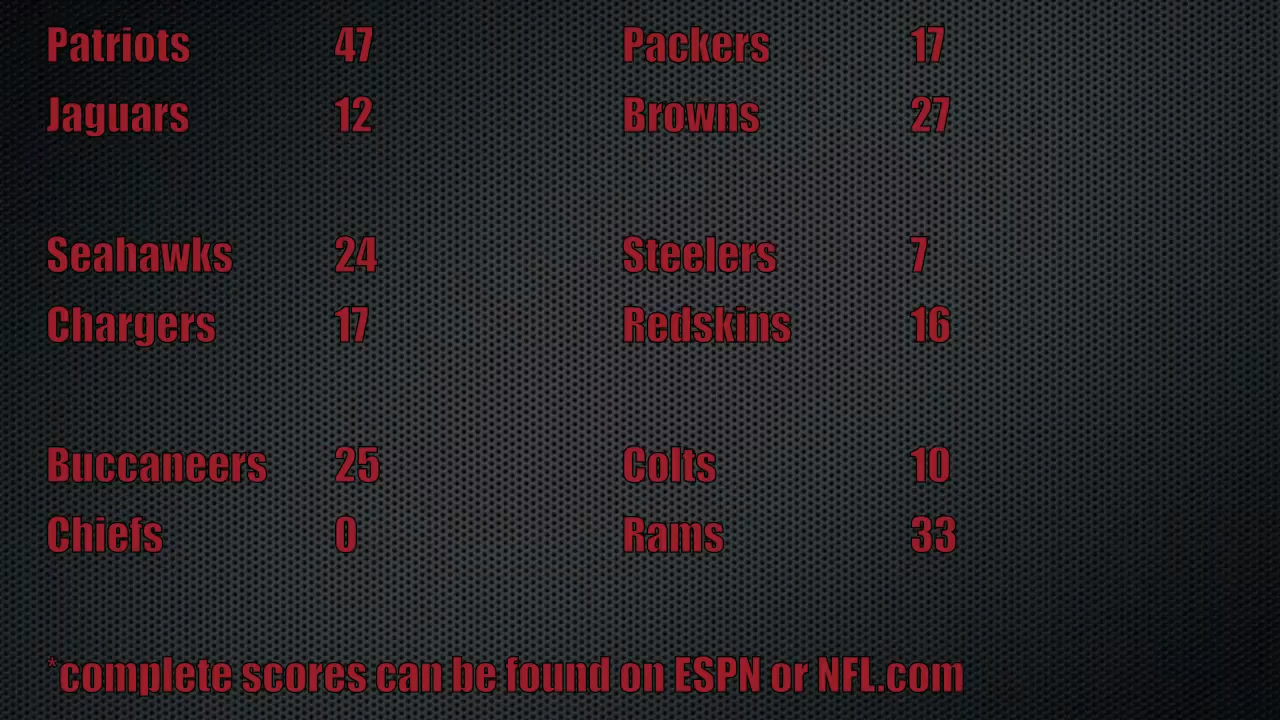 Patriots 47
Jaguars 12
Seahawks 24
Chargers 17
Buccaneers 25
Chiefs 0
Packers 17
Browns 27
Steelers 7
Redskins 16
Colts 10
Rams 33
*complete scores can be found on ESPN or NFL.com